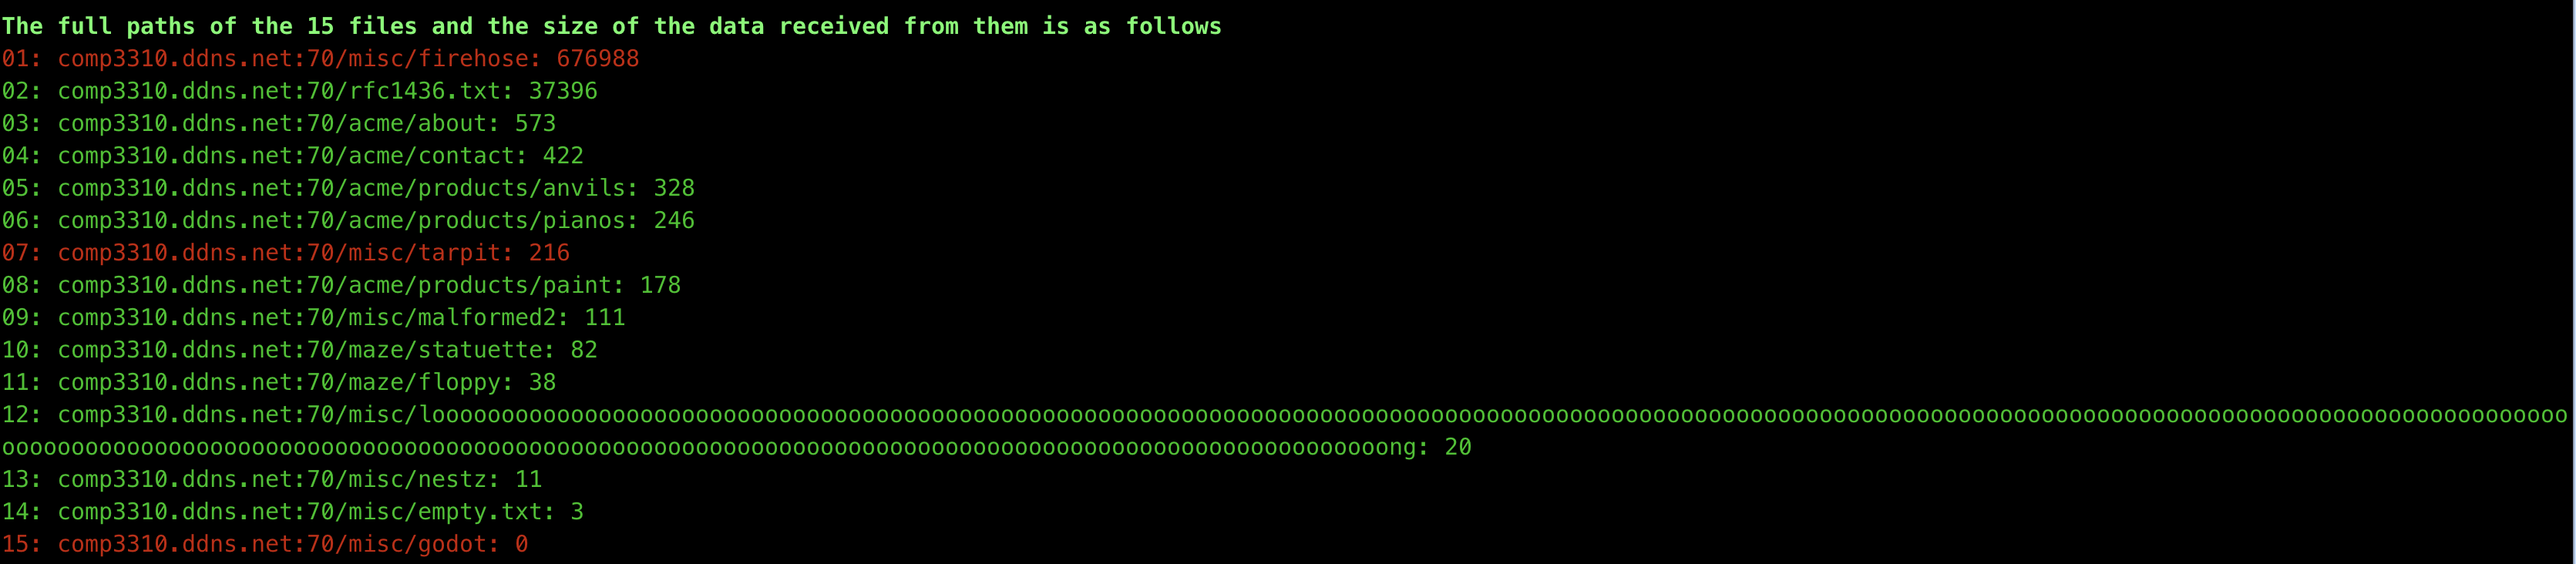 The full paths of the 15 files and the size of the data received from them is as follows
01: comp3310.ddns.net:70/misc/firehose: 676988
02: comp3310.ddns.net:70/rfc1436.txt: 37396
03: comp3310.ddns.net:70/acme/about: 573
04: comp3310.ddns.net:70/acme/contact: 422
05: comp3310.ddns.net:70/acme/products/anvils: 328
06: comp3310.ddns.net:70/acme/products/pianos: 246
07: comp3310.ddns.net:70/misc/tarpit: 216
08: comp3310.ddns.net:70/acme/products/paint: 178
09: comp3310.ddns.net:70/misc/malformed2: 111
10: comp3310.ddns.net:70/maze/statuette: 82
11: comp3310.ddns.net:70/maze/floppy: 38
12: comp3310.ddns.net:70/misc/loooooooooooooooooooooooooooooooooooooooooooooooooooooooooooooooooooooooooooooooooooooooooooooooooooooooooooooooooooooooooooooooooooooooooooooooooooooooooo
oooooooooooooooooooooooooooooooooooooooooooooooooooooooooooooooooooooooooooooooooooooooooooooooooooong: 20
13: comp3310.ddns.net:70/misc/nestz: 11
14: comp3310.ddns.net:70/misc/empty.txt: 3
15: comp3310.ddns.net:70/misc/godot: 0